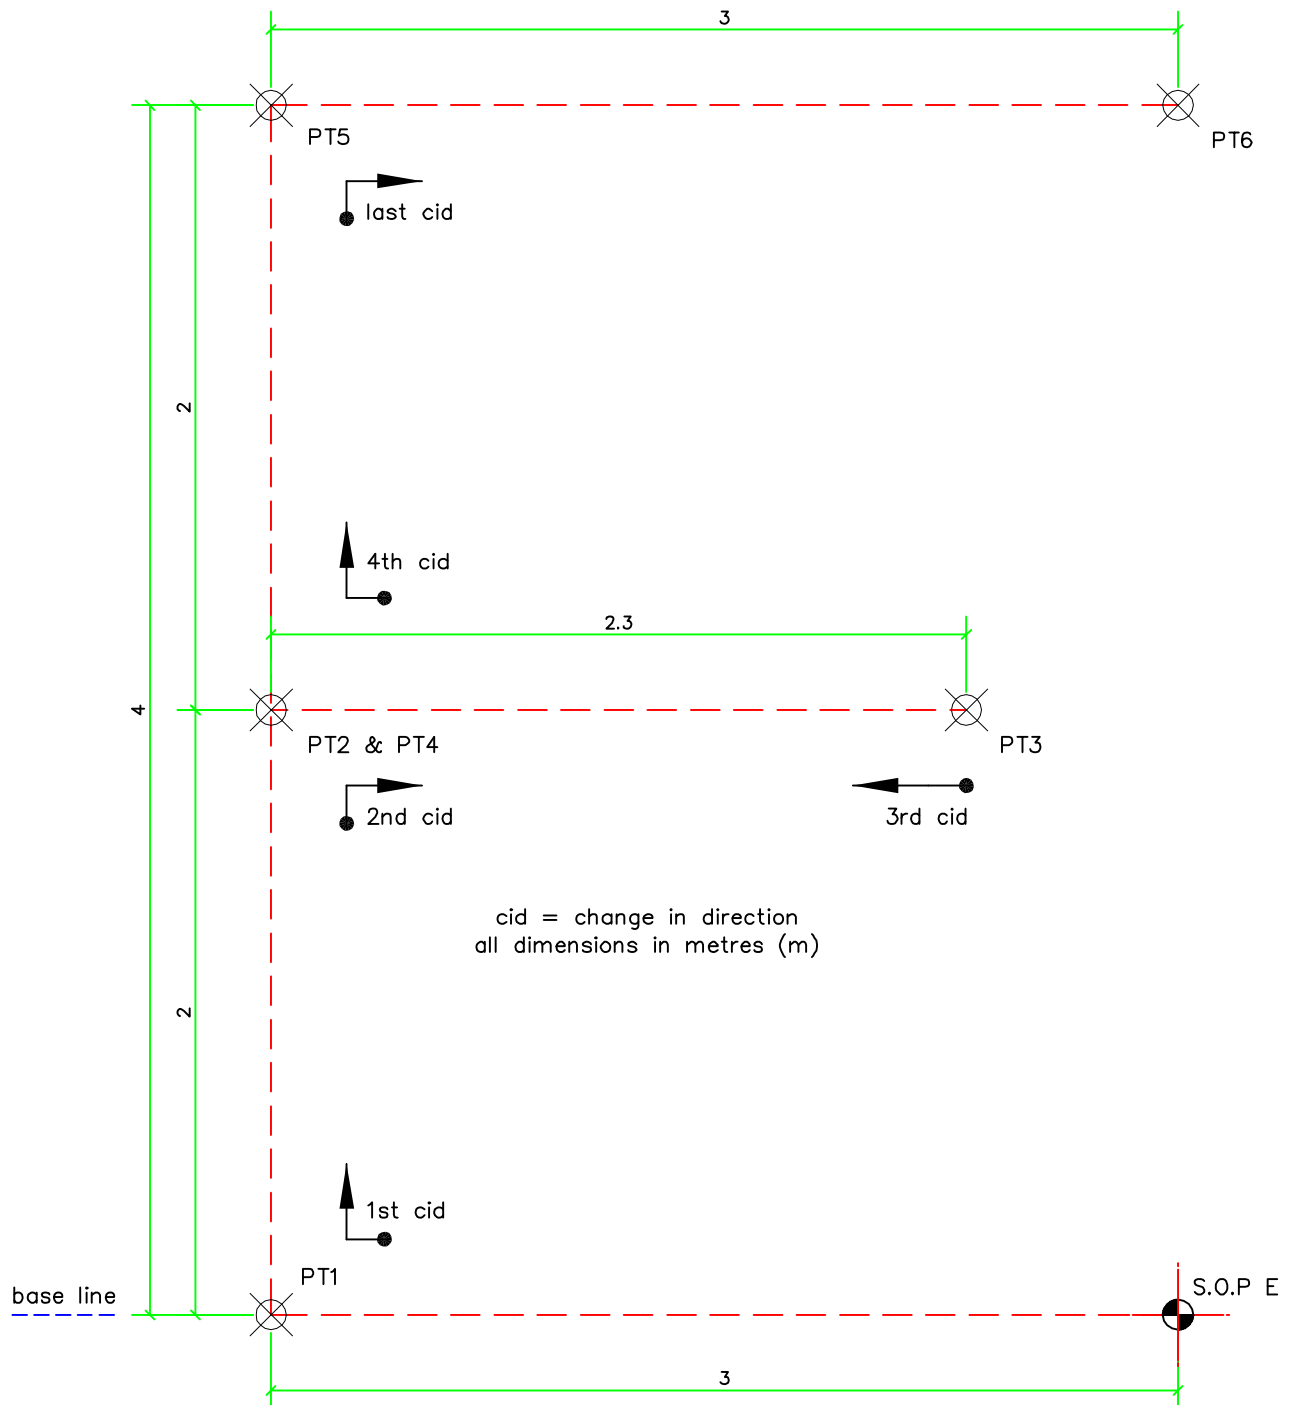 3
PT5
PT6
last cid
2
4th cid
2.3
4
PT2 & PT4
PT3
2nd cid
3rd cid
cid = change in direction
all dimensions in metres (m)
2
1st cid
PT1
base line
S.O.P E
3